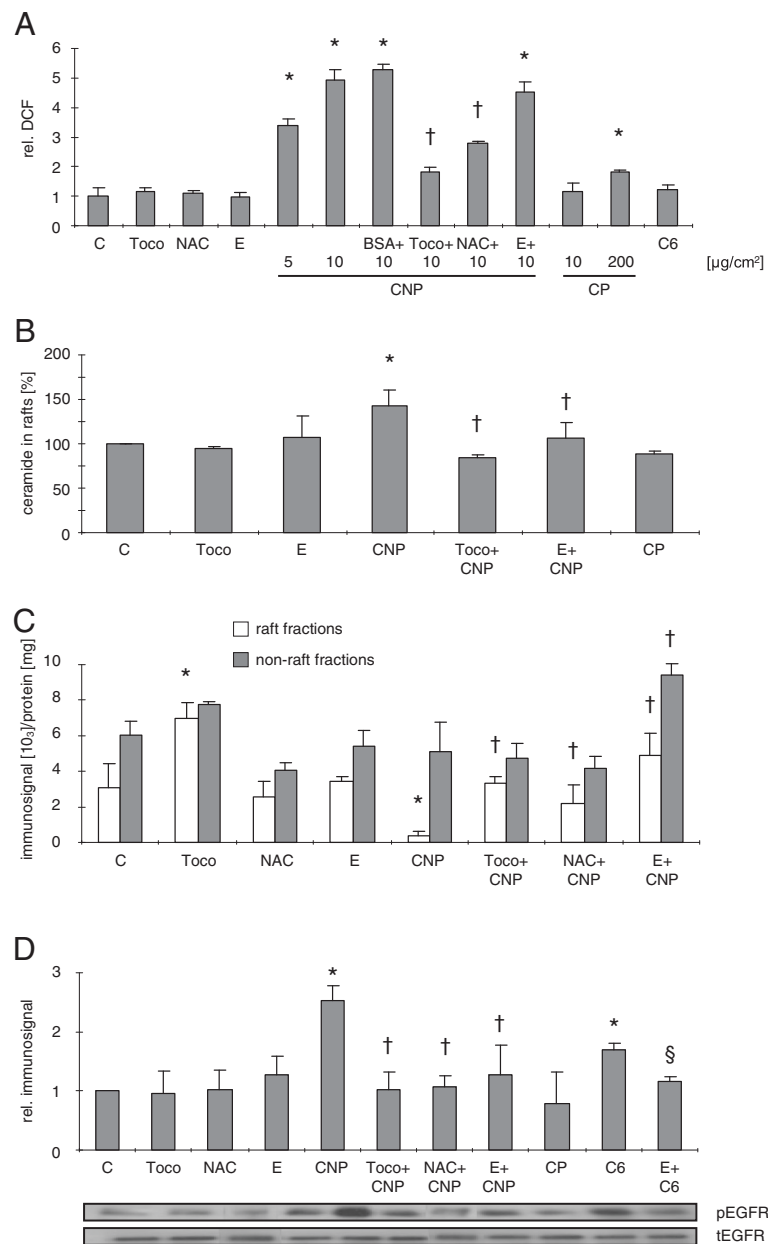 A
6
5
4
3
2
1
0
rel. DCF
* * * † † * *
C Toco NAC E BSA+ Toco+ NAC+ E+ C6
5 10 10 10 10 10 10 200 [µg/cm²]
CNP CP
B
200
150
100
50
0
ceramide in rafts [%]
* † †
C Toco E CNP Toco+ CNP E+ CNP CP
C
raft fractions
non-raft fractions
10
8
6
4
2
0
immunosignal [10₃]/protein [mg]
* * † † † †
C Toco NAC E CNP Toco+ CNP NAC+ CNP E+ CNP
D
3
2
1
0
rel. immunosignal
* † † † * §
C Toco NAC E CNP Toco+ CNP NAC+ CNP E+ CNP CP C6 E+ C6
pEGFR
tEGFR